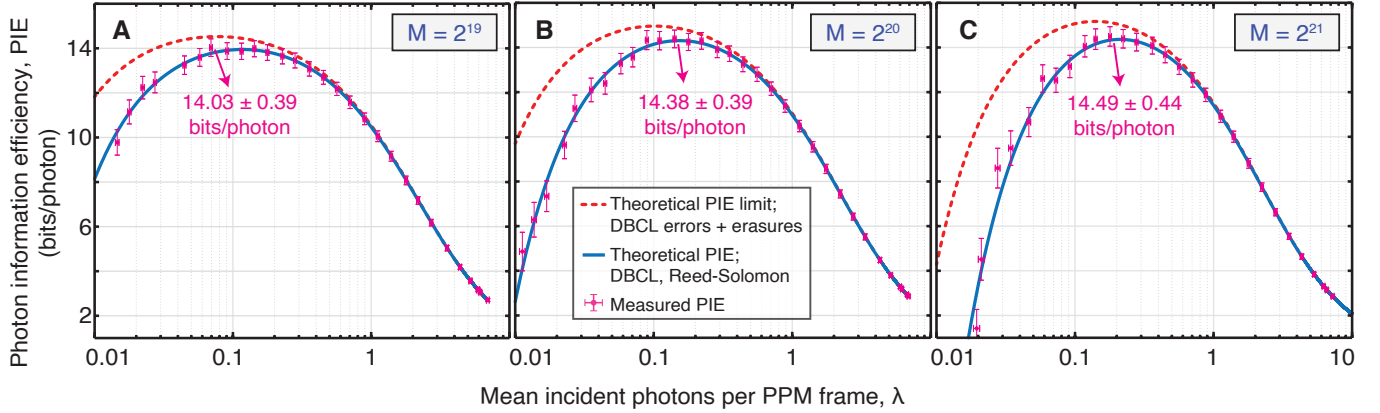 Photon information efficiency, PIE
(bits/photon)
14
10
6
2
A
M = 2¹⁹
14.03 ± 0.39
bits/photon
0.01
0.1
1
B
M = 2²⁰
14.38 ± 0.39
bits/photon
Theoretical PIE limit;
DBCL errors + erasures
Theoretical PIE;
DBCL, Reed-Solomon
Measured PIE
0.01
0.1
1
C
M = 2²¹
14.49 ± 0.44
bits/photon
0.01
0.1
1
10
Mean incident photons per PPM frame, λ